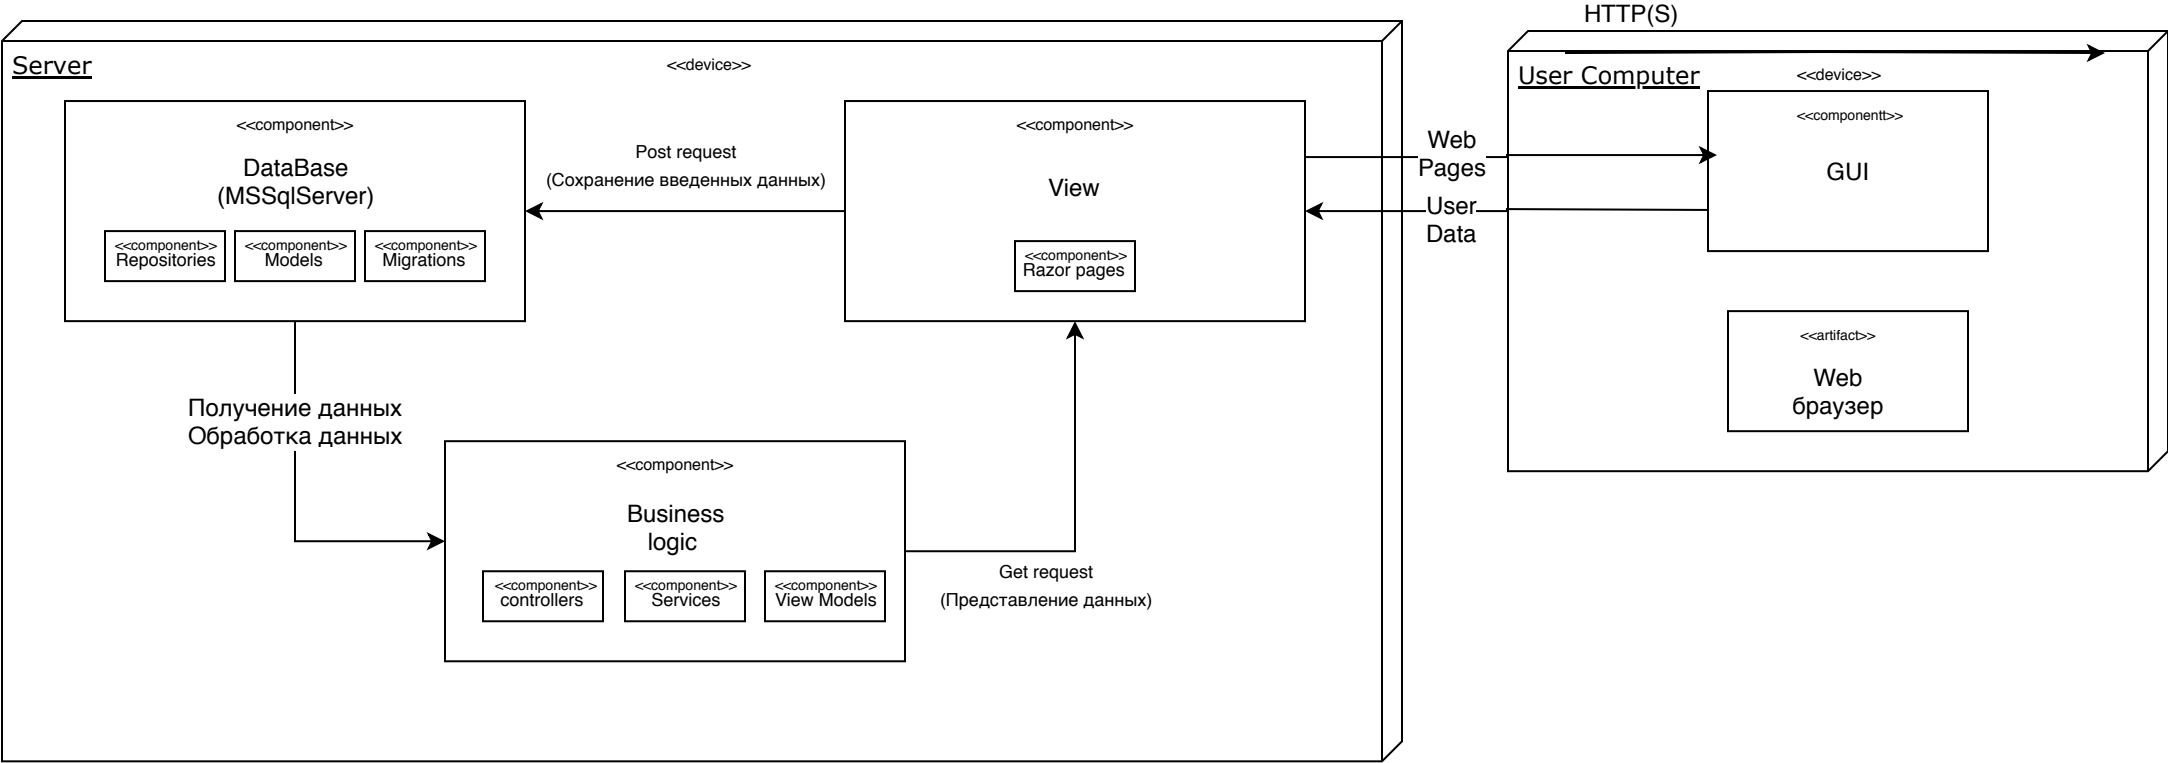 HTTP(S)
Server
<<device>>
<<component>>
DataBase
(MSSqlServer)
<<component>>
Repositories
<<component>>
Models
<<component>>
Migrations
Post request
(Сохранение введенных данных)
<<component>>
View
<<component>>
Razor pages
Web
Pages
User
Data
User Computer
<<device>>
<<componentt>>
GUI
<<artifact>>
Web
браузер
Получение данных
Обработка данных
<<component>>
Business
logic
<<component>>
controllers
<<component>>
Services
<<component>>
View Models
Get request
(Представление данных)